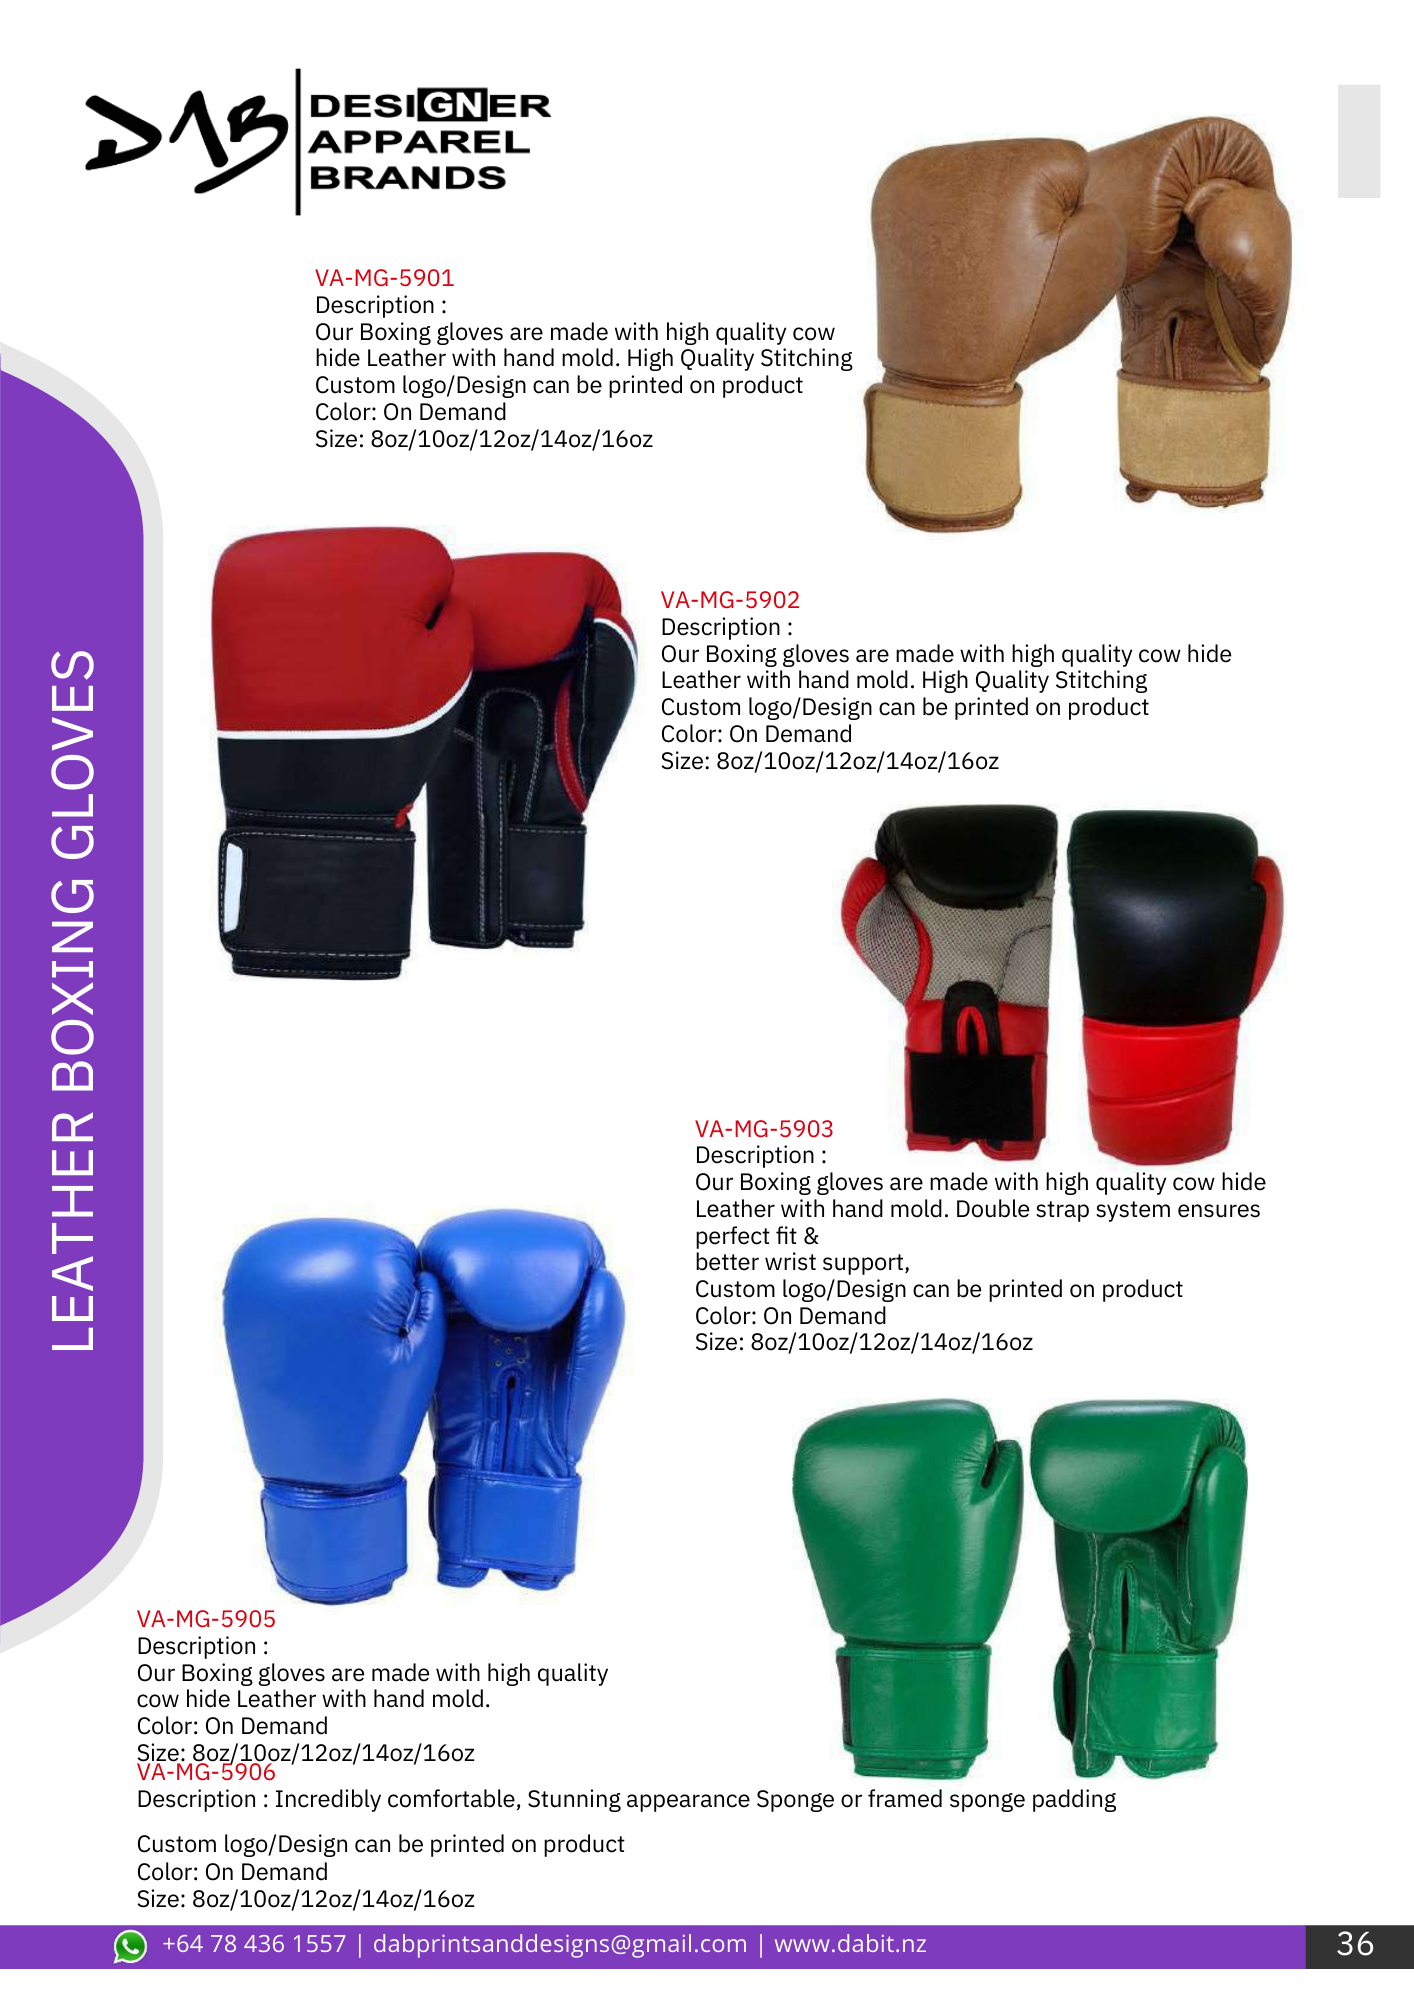 DAB
DESIGNER
APPAREL
BRANDS
VA-MG-5901
Description :
Our Boxing gloves are made with high quality cow
hide Leather with hand mold. High Quality Stitching
Custom logo/Design can be printed on product
Color: On Demand
Size: 8oz/10oz/12oz/14oz/16oz
VA-MG-5902
Description :
Our Boxing gloves are made with high quality cow hide
Leather with hand mold. High Quality Stitching
Custom logo/Design can be printed on product
Color: On Demand
Size: 8oz/10oz/12oz/14oz/16oz
LEATHER BOXING GLOVES
VA-MG-5903
Description :
Our Boxing gloves are made with high quality cow hide
Leather with hand mold. Double strap system ensures
perfect fit &
better wrist support,
Custom logo/Design can be printed on product
Color: On Demand
Size: 8oz/10oz/12oz/14oz/16oz
VA-MG-5905
Description :
Our Boxing gloves are made with high quality
cow hide Leather with hand mold.
Color: On Demand
Size: 8oz/10oz/12oz/14oz/16oz
VA-MG-5906
Description : Incredibly comfortable, Stunning appearance Sponge or framed sponge padding
Custom logo/Design can be printed on product
Color: On Demand
Size: 8oz/10oz/12oz/14oz/16oz
+64 78 436 1557 | dabprintsanddesigns@gmail.com | www.dabit.nz
36